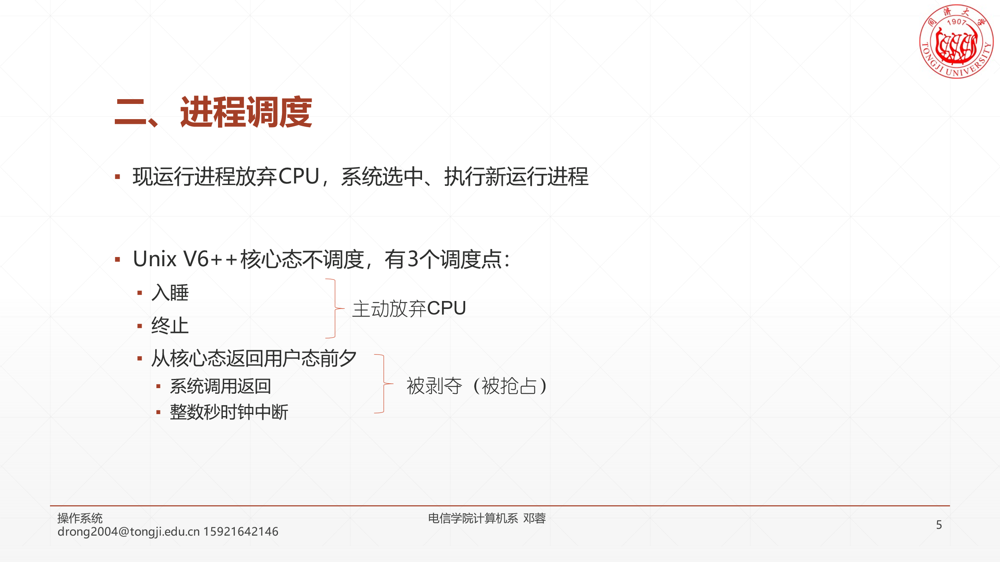 同济大学
1907
TONGJI UNIVERSITY
二、进程调度
▪ 现运行进程放弃CPU，系统选中、执行新运行进程
▪ Unix V6++核心态不调度，有3个调度点：
▪ 入睡
▪ 终止
主动放弃CPU
▪ 从核心态返回用户态前夕
▪ 系统调用返回
▪ 整数秒时钟中断
被剥夺（被抢占）
操作系统
drong2004@tongji.edu.cn 15921642146
电信学院计算机系 邓蓉
5